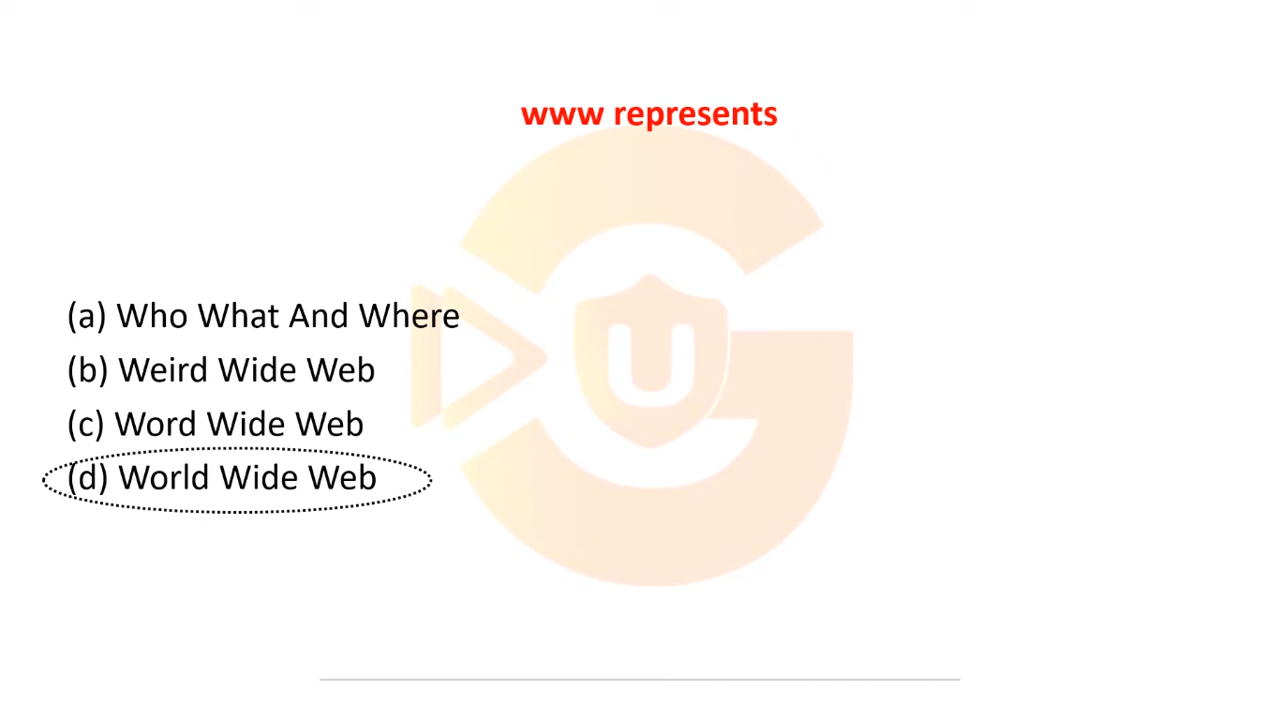 www represents
(a) Who What And Where
(b) Weird Wide Web
(c) Word Wide Web
(d) World Wide Web
U